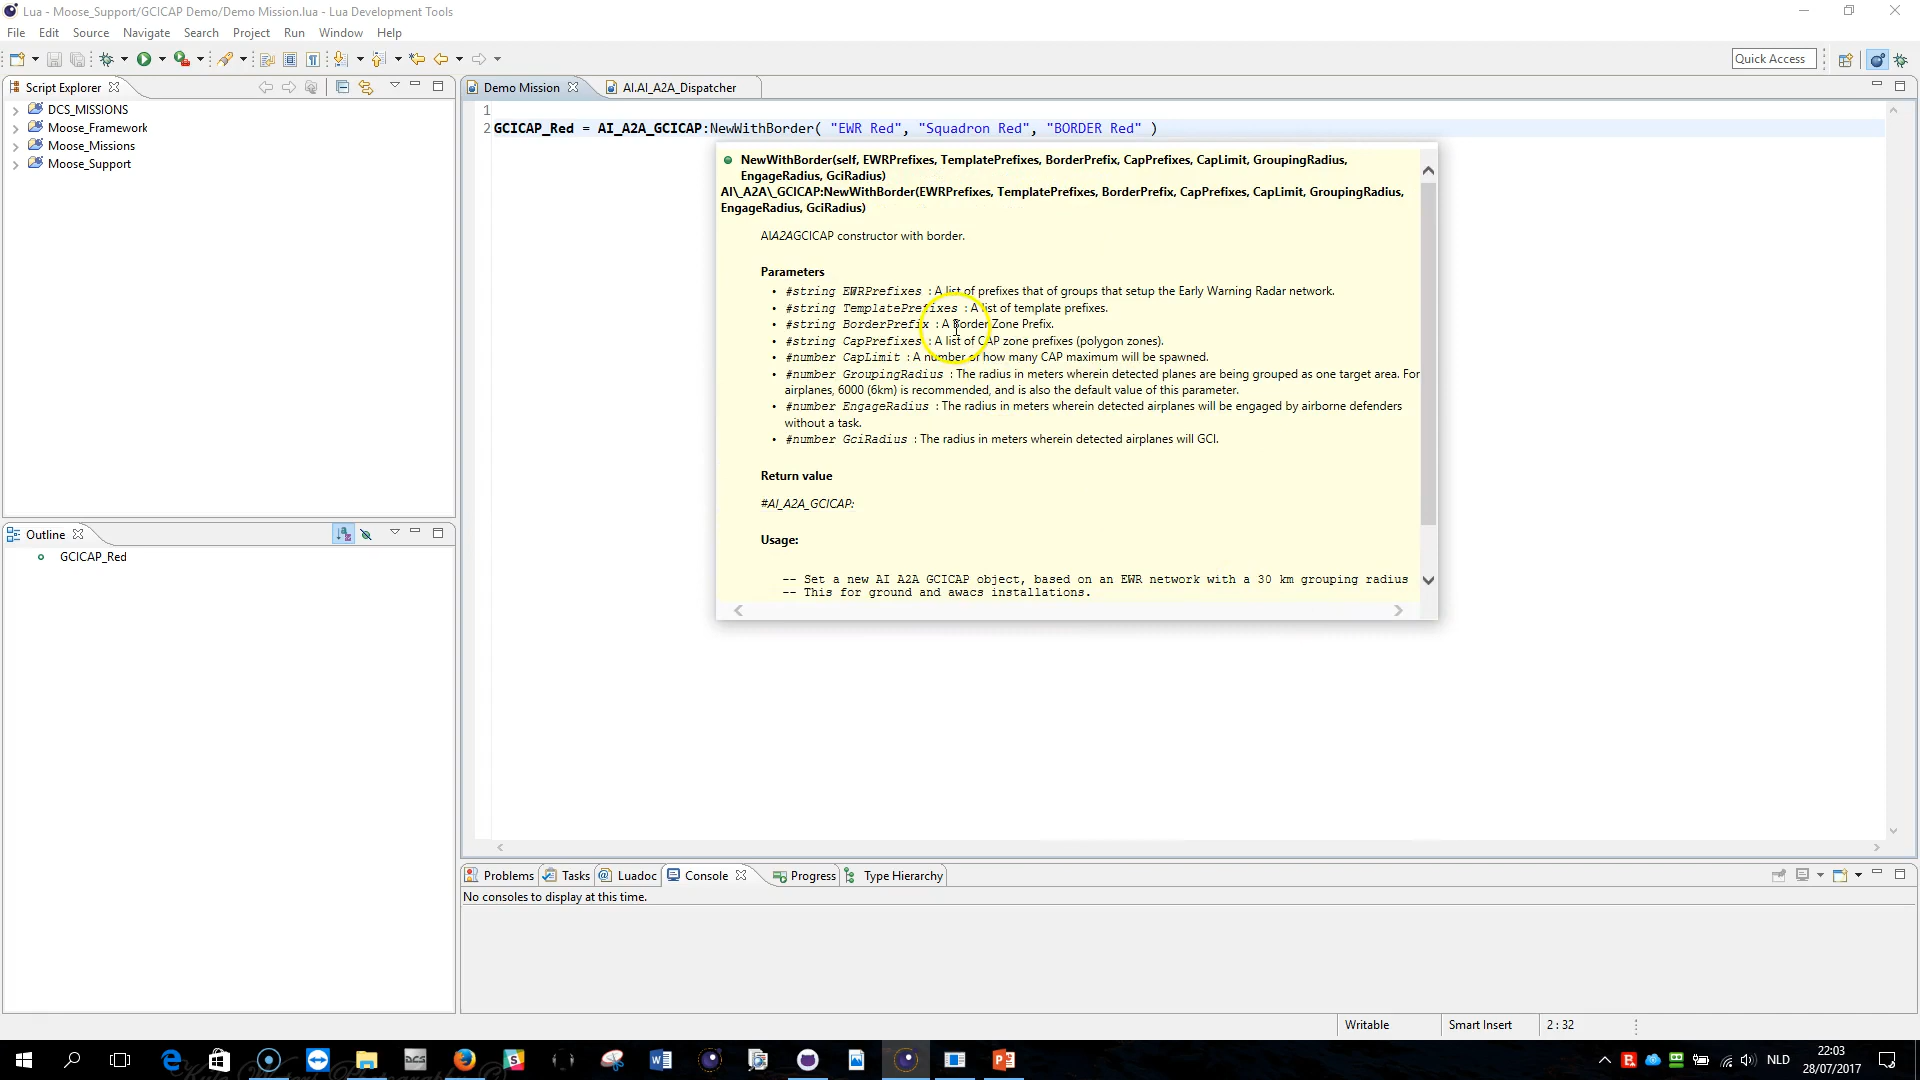 Lua - Moose_Support/GCICAP Demo/Demo Mission.lua - Lua Development Tools
File Edit Source Navigate Search Project Run Window Help
Quick Access
Script Explorer
DCS_MISSIONS
Moose_Framework
Moose_Missions
Moose_Support
Outline
GCICAP_Red
Demo Mission AI.AI_A2A_Dispatcher
1
2 GCICAP_Red = AI_A2A_GCICAP:NewWithBorder( "EWR Red", "Squadron Red", "BORDER Red" )
NewWithBorder(self, EWRPrefixes, TemplatePrefixes, BorderPrefix, CapPrefixes, CapLimit, GroupingRadius,
EngageRadius, GciRadius)
AI\_A2A\_GCICAP:NewWithBorder(EWRPrefixes, TemplatePrefixes, BorderPrefix, CapPrefixes, CapLimit, GroupingRadius,
EngageRadius, GciRadius)
AI\A2AGCICAP constructor with border.
Parameters
• #string EWRPrefixes : A list of prefixes that of groups that setup the Early Warning Radar network.
• #string TemplatePrefixes : A list of template prefixes.
• #string BorderPrefix : A Border Zone Prefix.
• #string CapPrefixes : A list of CAP zone prefixes (polygon zones).
• #number CapLimit : A number of how many CAP maximum will be spawned.
• #number GroupingRadius : The radius in meters wherein detected planes are being grouped as one target area. For
airplanes, 6000 (6km) is recommended, and is also the default value of this parameter.
• #number EngageRadius : The radius in meters wherein detected airplanes will be engaged by airborne defenders
without a task.
• #number GciRadius : The radius in meters wherein detected airplanes will GCI.
Return value
#AI_A2A_GCICAP:
Usage:
-- Set a new AI A2A GCICAP object, based on an EWR network with a 30 km grouping radius
-- This for ground and awacs installations.
Problems Tasks Luadoc Console Progress Type Hierarchy
No consoles to display at this time.
Writable Smart Insert 2 : 32
NLD
22:03
28/07/2017